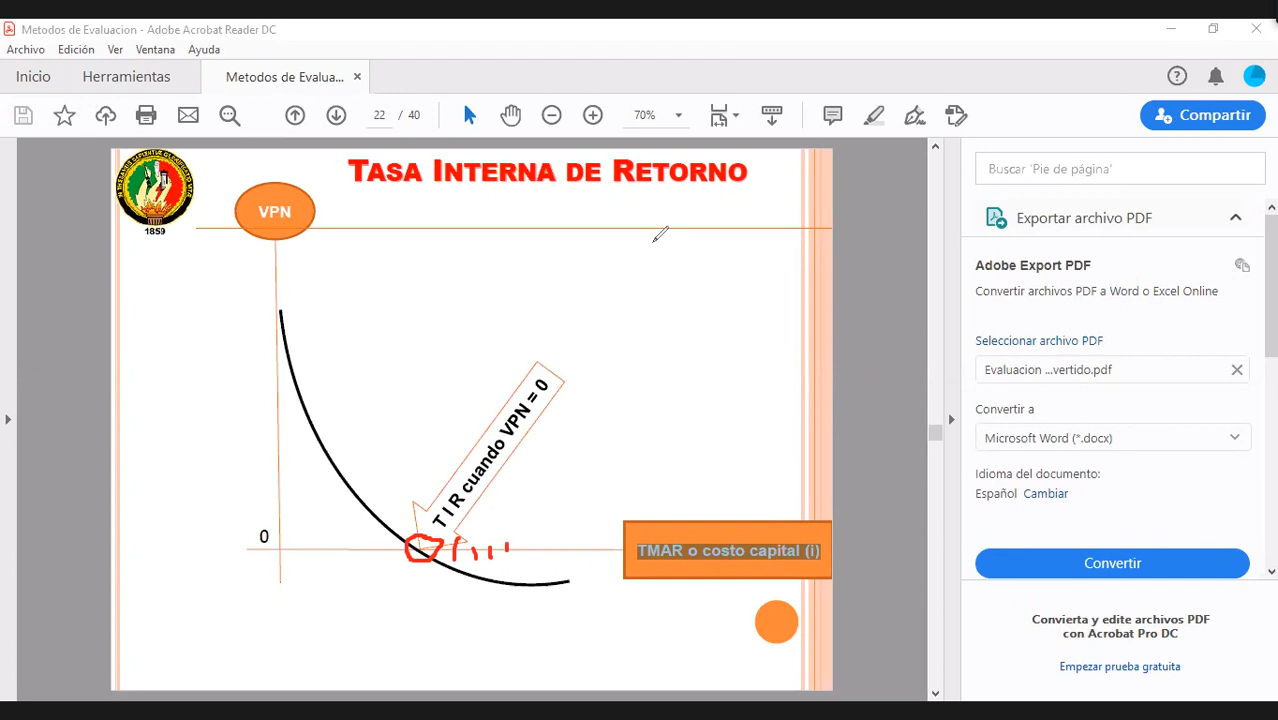 Metodos de Evaluacion - Adobe Acrobat Reader DC
Archivo Edición Ver Ventana Ayuda
Inicio Herramientas Metodos de Evalua... ×
22 / 40 70% Compartir
TASA INTERNA DE RETORNO
VPN
1859
TIR cuando VPN = 0
0
TMAR o costo capital (i)
Buscar 'Pie de página'
Exportar archivo PDF
Adobe Export PDF
Convertir archivos PDF a Word o Excel Online
Seleccionar archivo PDF
Evaluacion ...vertido.pdf
Convertir a
Microsoft Word (*.docx)
Idioma del documento:
Español Cambiar
Convertir
Convierta y edite archivos PDF
con Acrobat Pro DC
Empezar prueba gratuita